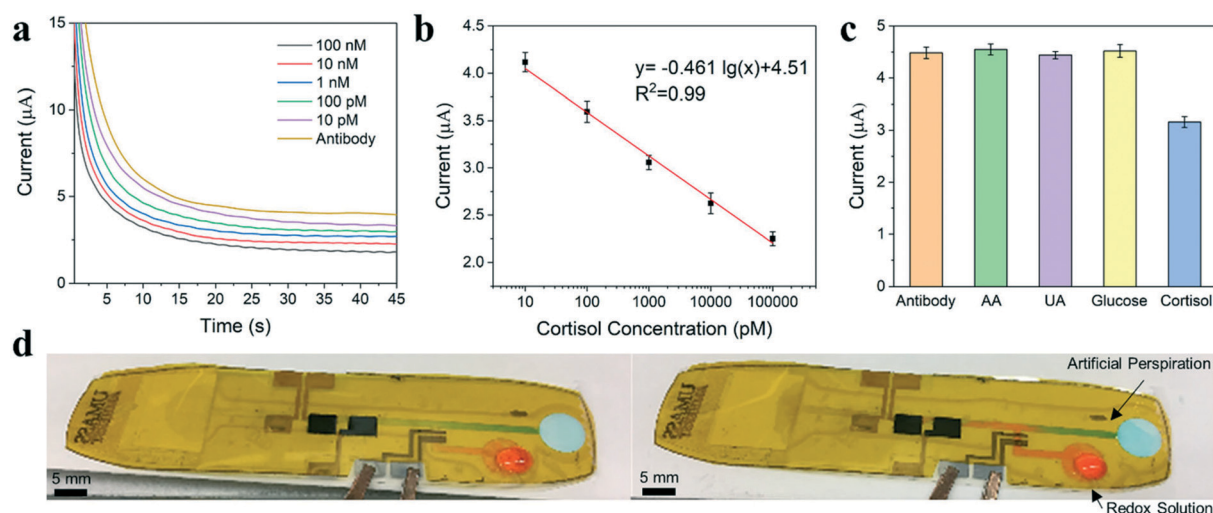 a
15
10
5
0
Current (μA)
5 10 15 20 25 30 35 40 45
Time (s)
100 nM
10 nM
1 nM
100 pM
10 pM
Antibody
b
4.5
4.0
3.5
3.0
2.5
2.0
Current (μA)
y= -0.461 lg(x)+4.51
R²=0.99
10 100 1000 10000 100000
Cortisol Concentration (pM)
c
5
4
3
2
1
0
Current (μA)
Antibody AA UA Glucose Cortisol
d
UMASS
5 mm
UMASS
Artificial Perspiration
5 mm
Redox Solution